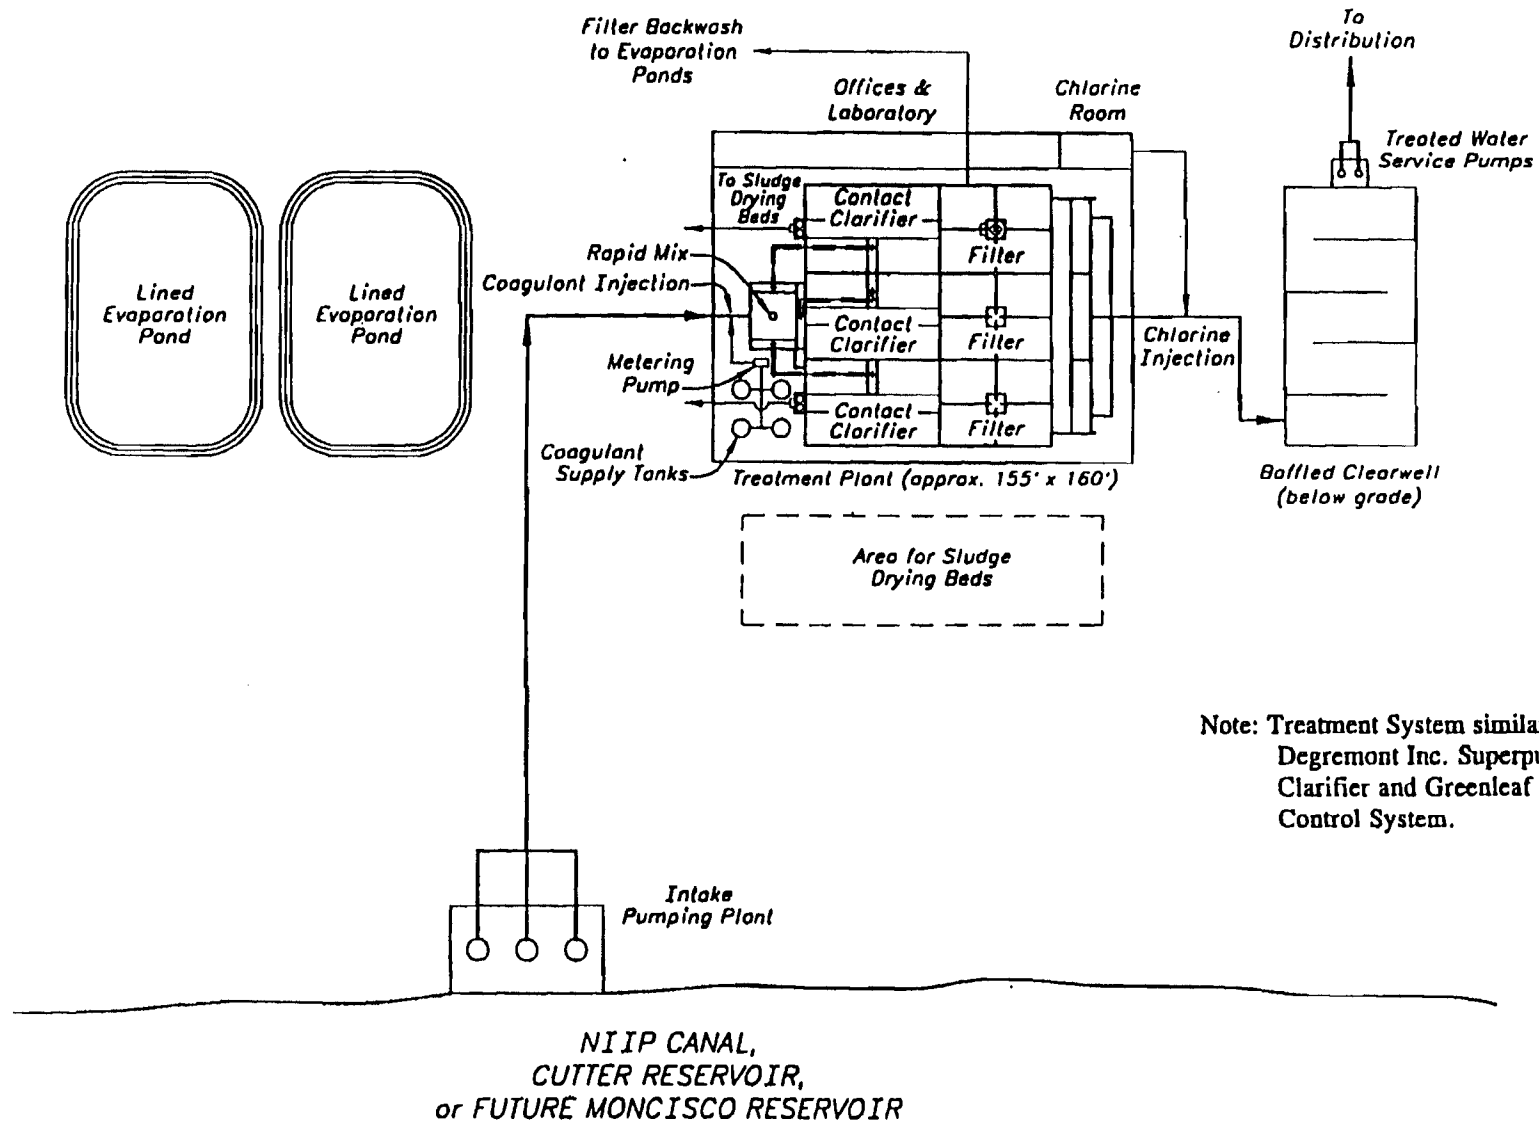 Filter Backwash
to Evaporation
Ponds
To
Distribution
Offices &
Laboratory
Chlorine
Room
Treated Water
Service Pumps
To Sludge
Drying
Beds
Contact
Clarifier
Filter
Rapid Mix
Coagulant Injection
Lined
Evaporation
Pond
Lined
Evaporation
Pond
Contact
Clarifier
Filter
Chlorine
Injection
Metering
Pump
Contact
Clarifier
Filter
Coagulant
Supply Tanks
Treatment Plant (approx. 155' x 160')
Baffled Clearwell
(below grade)
Area for Sludge
Drying Beds
Note: Treatment System
Degremont Inc.
Clarifier and Greenleaf
Control System.
Intake
Pumping Plant
NIIP CANAL,
CUTTER RESERVOIR,
or FUTURE MONCISCO RESERVOIR